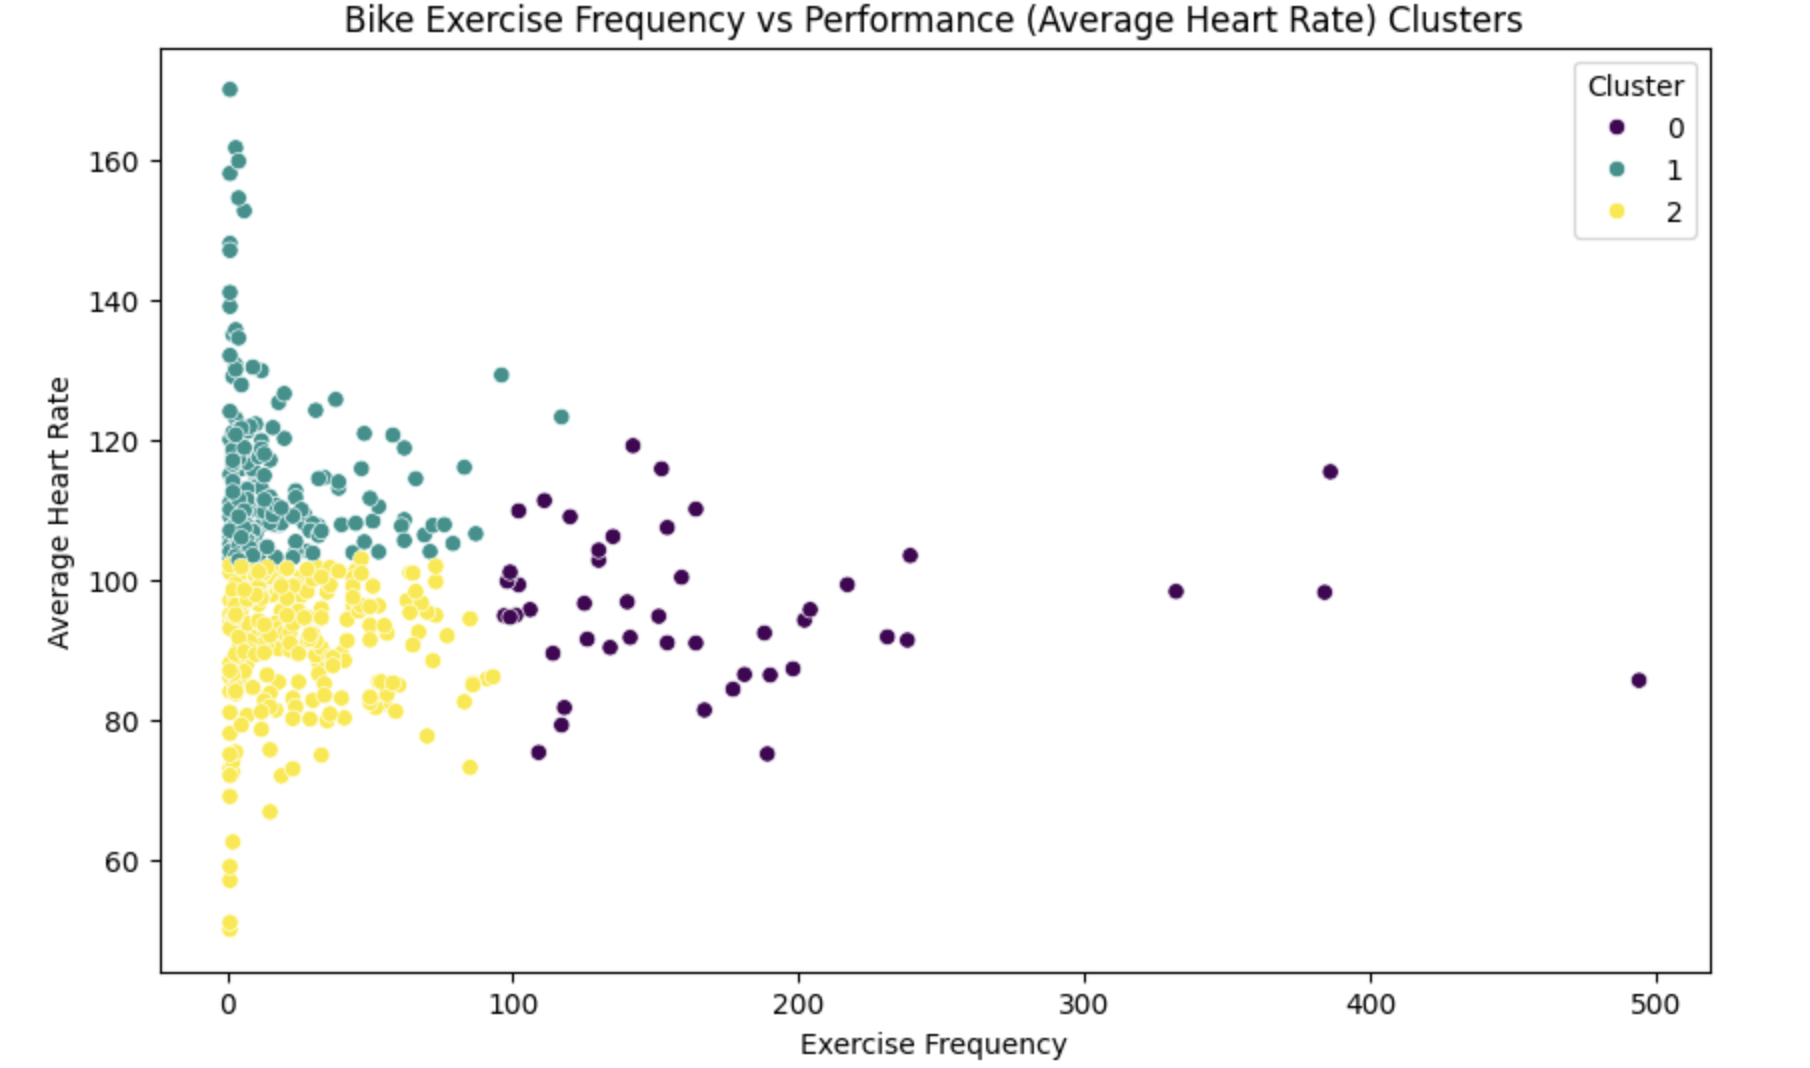 Bike Exercise Frequency vs Performance (Average Heart Rate) Clusters
Cluster
0
1
2
160
140
120
100
80
60
Average Heart Rate
0 100 200 300 400 500
Exercise Frequency